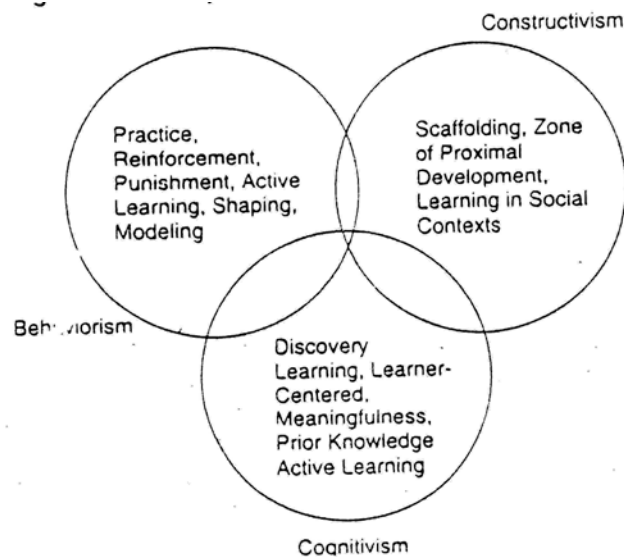 Constructivism
Practice,
Reinforcement,
Punishment, Active
Learning, Shaping,
Modeling
Scaffolding, Zone
of Proximal
Development,
Learning in Social
Contexts
Behaviorism
Discovery
Learning, Learner-
Centered,
Meaningfulness,
Prior Knowledge
Active Learning
Cognitivism